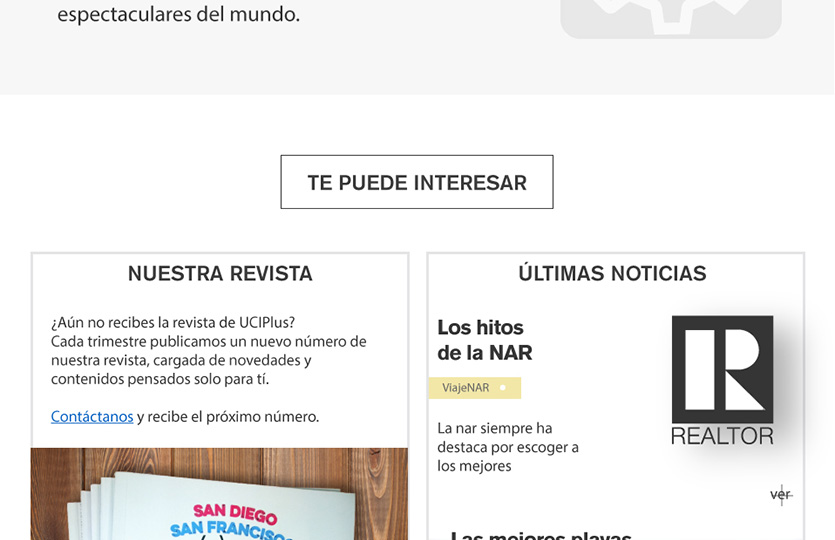 espectaculares del mundo.
TE PUEDE INTERESAR
NUESTRA REVISTA
¿Aún no recibes la revista de UCIPlus?
Cada trimestre publicamos un nuevo número de
nuestra revista, cargada de novedades y
contenidos pensados solo para tí.
Contáctanos y recibe el próximo número.
SAN DIEGO
SAN FRANCISCO
ÚLTIMAS NOTICIAS
Los hitos
de la NAR
ViajeNAR
La nar siempre ha
destaca por escoger a
los mejores
REALTOR
ver
Las mejores playas